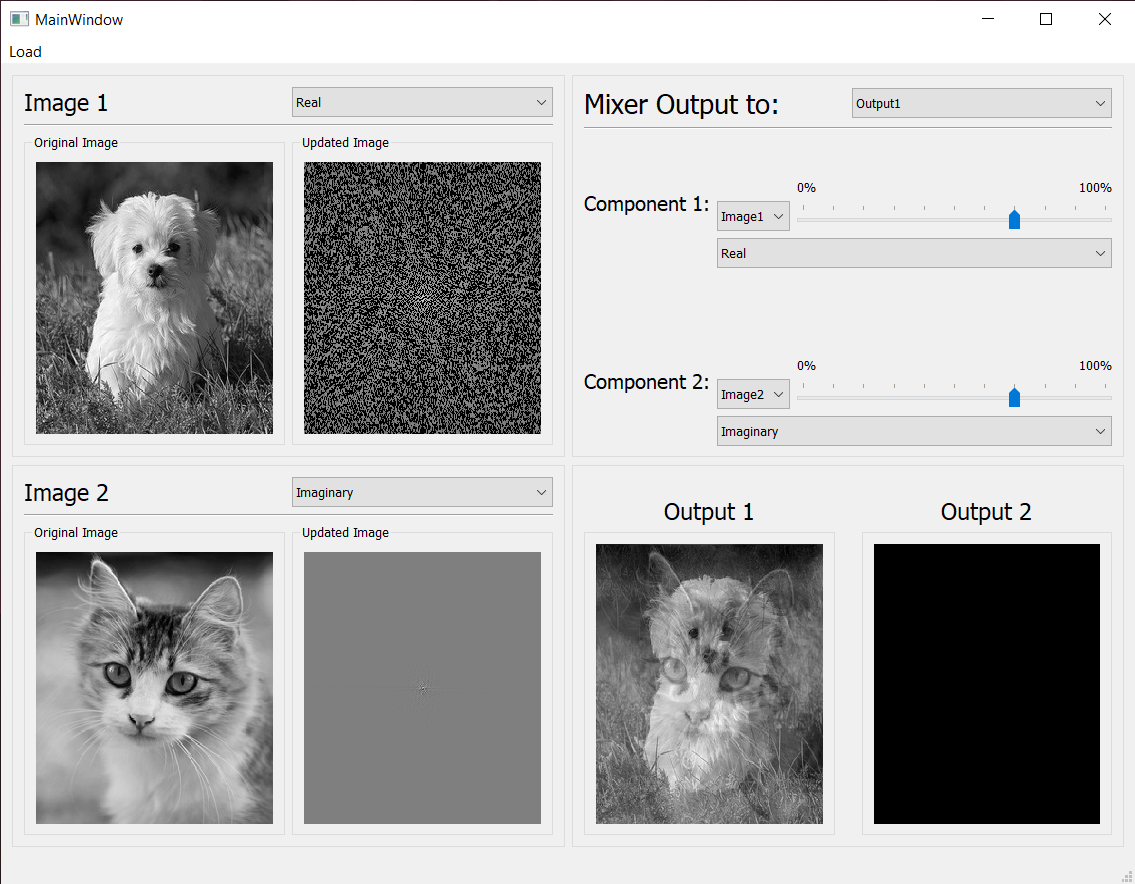 MainWindow
Load
Image 1
Real
Original Image
Updated Image
Mixer Output to:
Output1
Component 1:
Image1
0%
100%
Real
Component 2:
Image2
0%
100%
Imaginary
Image 2
Imaginary
Original Image
Updated Image
Output 1
Output 2